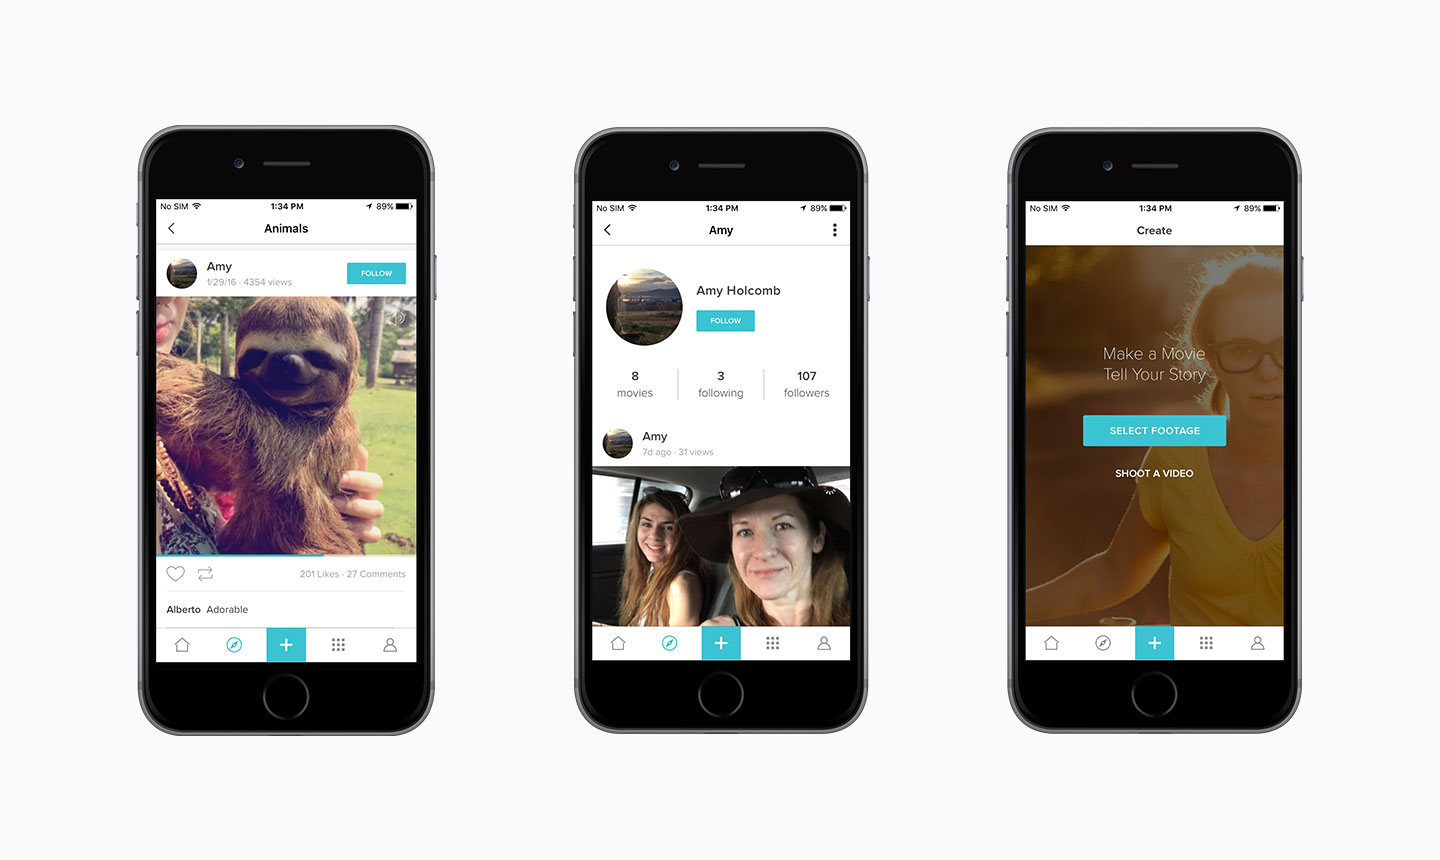 No SIM 1:34 PM 89%
Animals
Amy
1/29/16 · 4354 views
FOLLOW
201 Likes · 27 Comments
Alberto Adorable
No SIM 1:34 PM 89%
Amy
Amy Holcomb
FOLLOW
8 3 107
movies following followers
Amy
7d ago · 31 views
No SIM 1:34 PM 89%
Create
Make a Movie
Tell Your Story
SELECT FOOTAGE
SHOOT A VIDEO